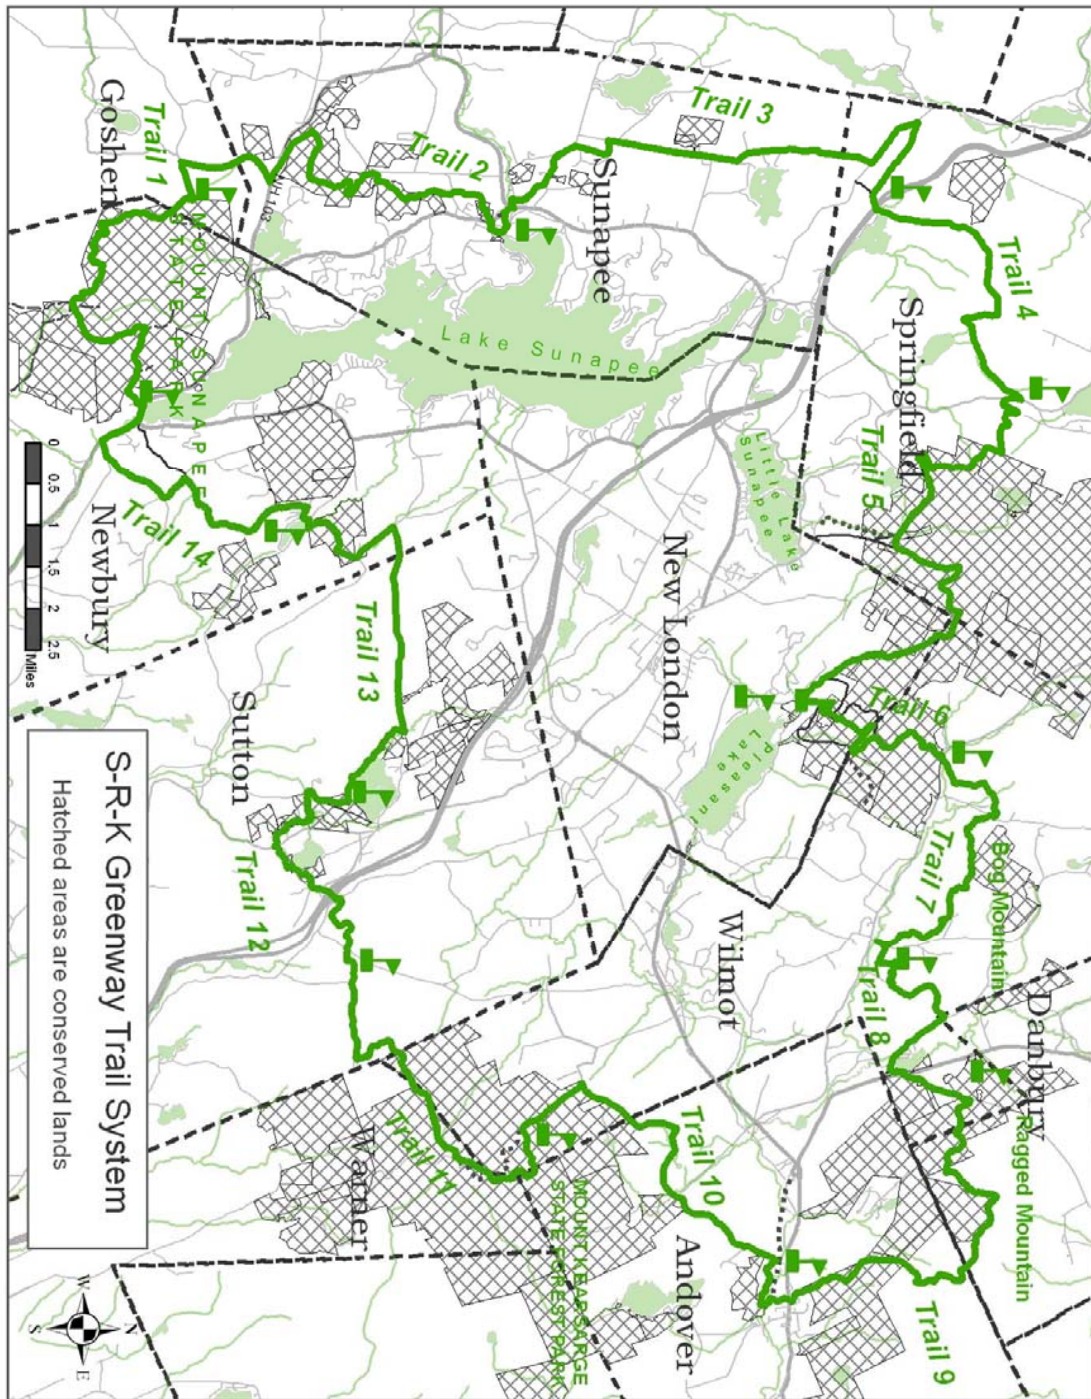 Goshen
Trail 1
MOUNT SUNAPEE
STATE PARK
NH 103
Trail 2
Sunapee
Trail 3
Lake Sunapee
Springfield
Trail 4
Trail 5
Little Lake
Sunapee
New London
Pleasant
Lake
Trail 6
Trail 7
Bog Mountain
Trail 8
Danbury
Ragged Mountain
Wilmot
Trail 9
Andover
Trail 10
MOUNT KEARSARGE
STATE FOREST PARK
Trail 11
Warner
Trail 12
Sutton
Trail 13
Trail 14
Newbury
0 0.5 1 1.5 2 2.5
Miles
S-R-K Greenway Trail System
Hatched areas are conserved lands
N
W
E
S